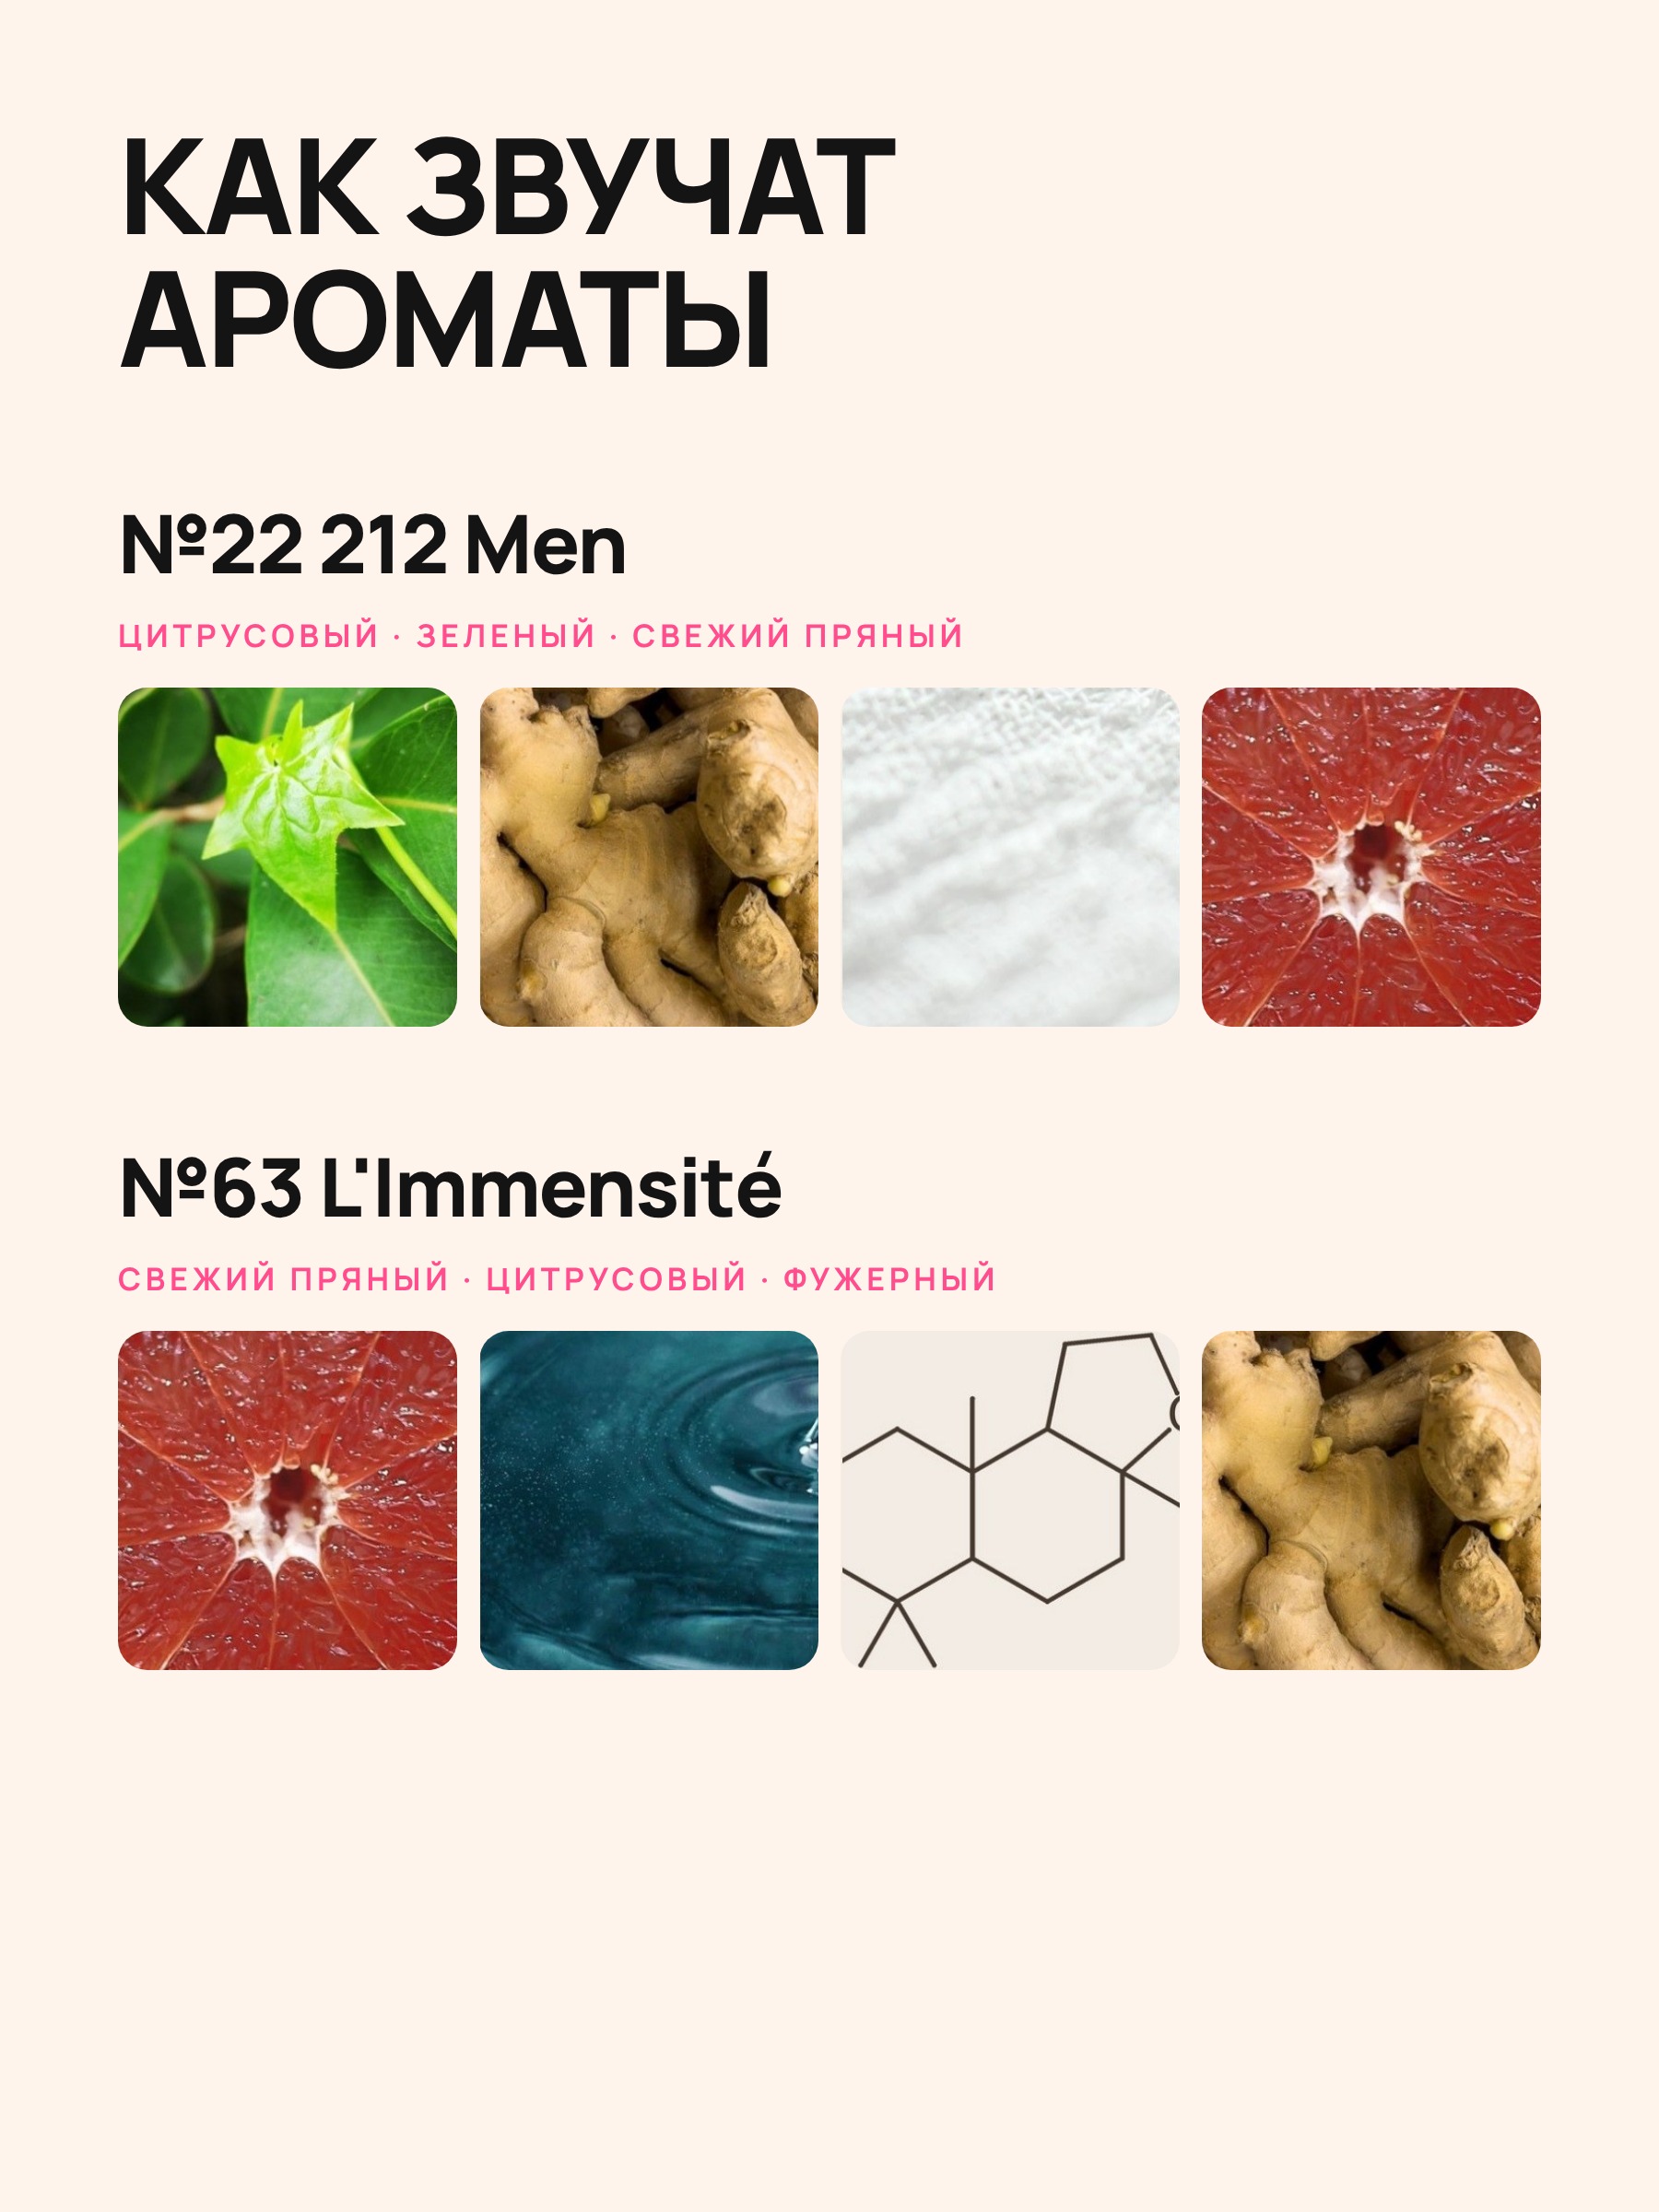 КАК ЗВУЧАТ
АРОМАТЫ
№22 212 Men
ЦИТРУСОВЫЙ · ЗЕЛЕНЫЙ · СВЕЖИЙ ПРЯНЫЙ
№63 L'Immensité
СВЕЖИЙ ПРЯНЫЙ · ЦИТРУСОВЫЙ · ФУЖЕРНЫЙ